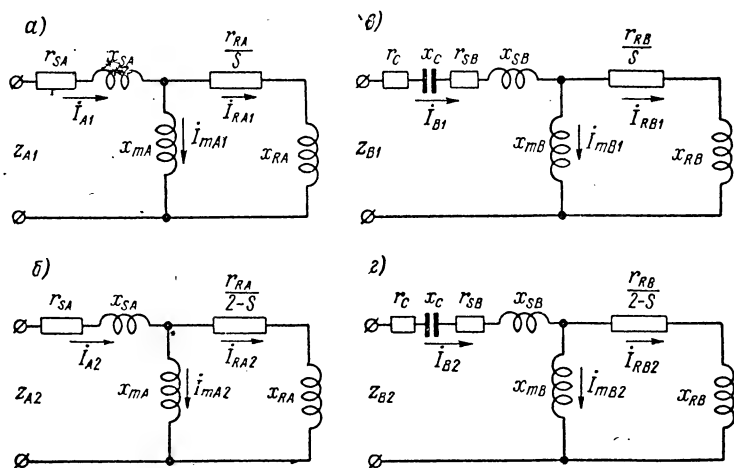 а)
r_SA x_SA r_RA/S
İ_A1 İ_RA1
z_A1 x_mA İ_mA1 x_RA
в)
r_C x_C r_SB x_SB r_RB/S
İ_B1 İ_RB1
z_B1 x_mB İ_mB1 x_RB
б)
r_SA x_SA r_RA/2-S
İ_A2 İ_RA2
z_A2 x_mA İ_mA2 x_RA
г)
r_C x_C r_SB x_SB r_RB/2-S
İ_B2 İ_RB2
z_B2 x_mB İ_mB2 x_RB